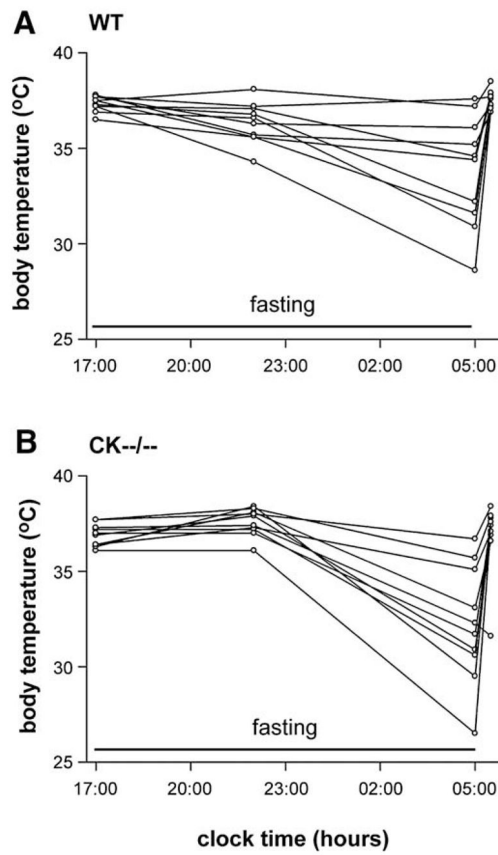 A WT
40
35
30
25
body temperature (ºC)
fasting
17:00 20:00 23:00 02:00 05:00
B CK--/--
40
35
30
25
body temperature (ºC)
fasting
17:00 20:00 23:00 02:00 05:00
clock time (hours)